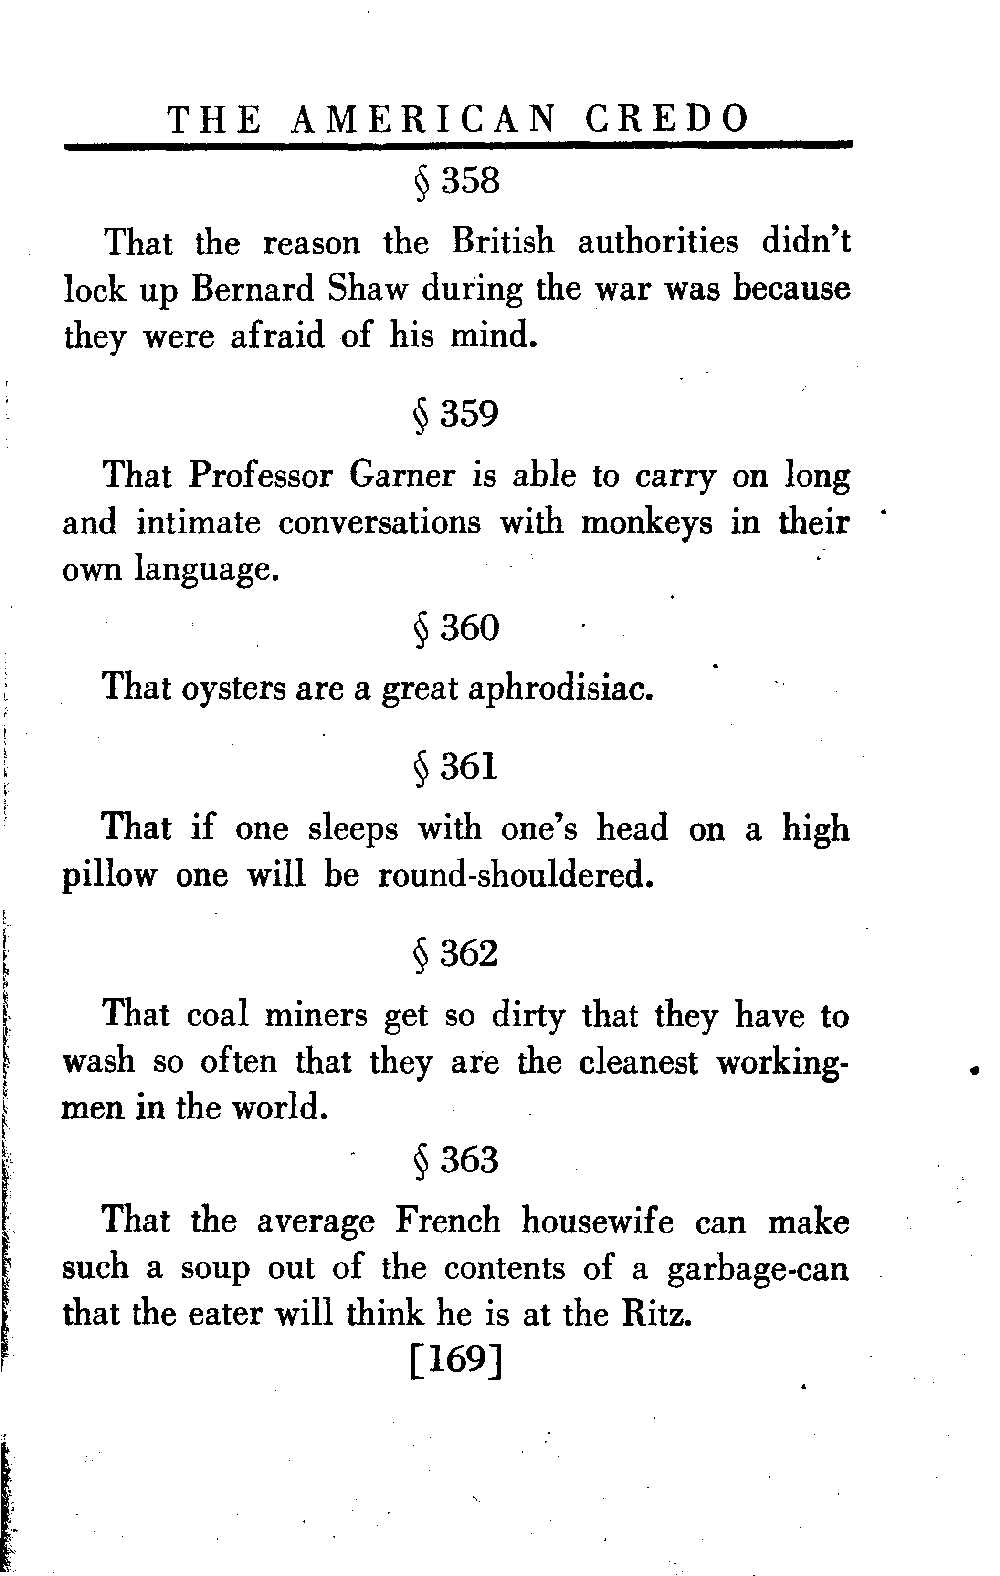 THE AMERICAN CREDO
§ 358
That the reason the British authorities didn't
lock up Bernard Shaw during the war was because
they were afraid of his mind.
§ 359
That Professor Garner is able to carry on long
and intimate conversations with monkeys in their
own language.
§ 360
That oysters are a great aphrodisiac.
§ 361
That if one sleeps with one's head on a high
pillow one will be round-shouldered.
§ 362
That coal miners get so dirty that they have to
wash so often that they are the cleanest working-
men in the world.
§ 363
That the average French housewife can make
such a soup out of the contents of a garbage-can
that the eater will think he is at the Ritz.
[169]